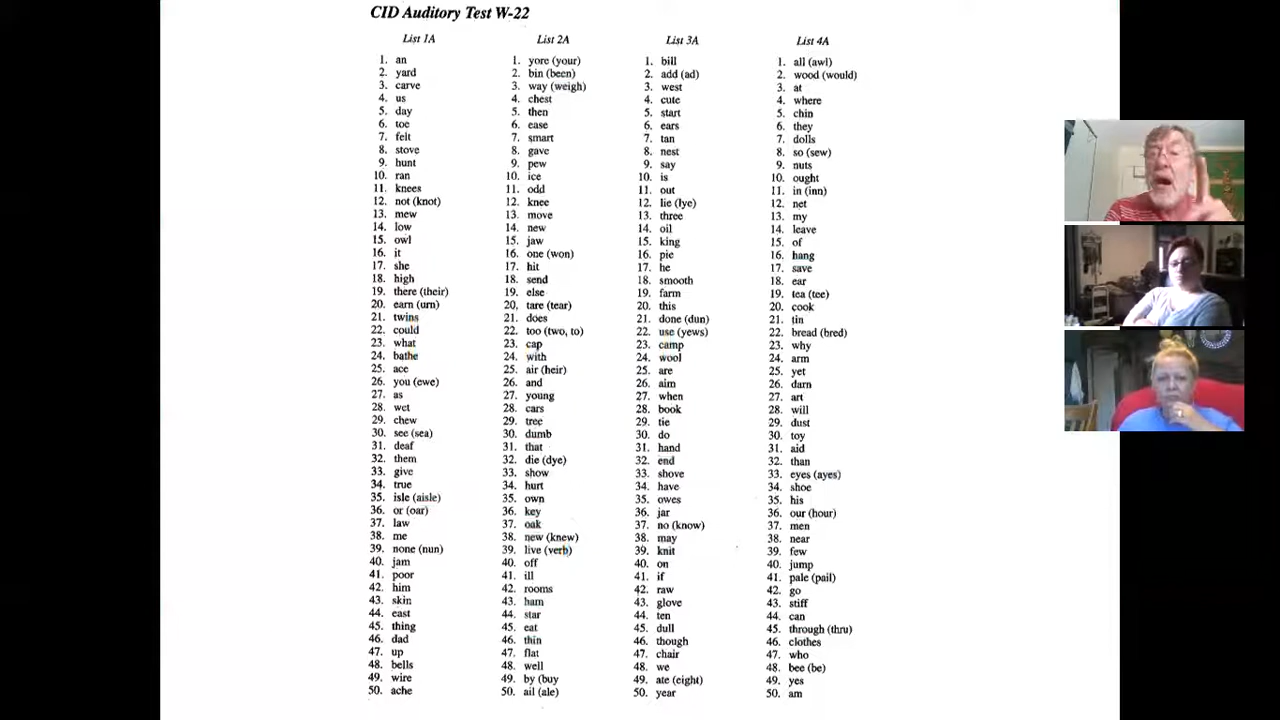 CID Auditory Test W-22
List 1A
1. an
2. yard
3. carve
4. us
5. day
6. toe
7. felt
8. stove
9. hunt
10. ran
11. knees
12. not (knot)
13. mew
14. low
15. owl
16. it
17. she
18. high
19. there (their)
20. earn (urn)
21. twins
22. could
23. what
24. bathe
25. ace
26. you (ewe)
27. as
28. wet
29. chew
30. see (sea)
31. deaf
32. them
33. give
34. true
35. isle (aisle)
36. or (oar)
37. law
38. me
39. none (nun)
40. jam
41. poor
42. him
43. skin
44. east
45. thing
46. dad
47. up
48. bells
49. wire
50. ache
List 2A
1. yore (your)
2. bin (been)
3. way (weigh)
4. chest
5. then
6. ease
7. smart
8. gave
9. pew
10. ice
11. odd
12. knee
13. move
14. new
15. jaw
16. one (won)
17. hit
18. send
19. else
20, tare (tear)
21. does
22. too (two, to)
23. cap
24. with
25. air (heir)
26. and
27. young
28. cars
29. tree
30. dumb
31. that
32. die (dye)
33. show
34. hurt
35. own
36. key
37. oak
38. new (knew)
39. live (verb)
40. off
41. ill
42. rooms
43. ham
44. star
45. eat
46. thin
47. flat
48. well
49. by (buy
50. ail (ale)
List 3A
1. bill
2. add (ad)
3. west
4. cute
5. start
6. ears
7. tan
8. nest
9. say
10. is
11. out
12. lie (lye)
13. three
14. oil
15. king
16. pie
17. he
18. smooth
19. farm
20. this
21. done (dun)
22. use (yews)
23. camp
24. wool
25. are
26. aim
27. when
28. book
29. tie
30. do
31. hand
32. end
33. shove
34. have
35. owes
36. jar
37. no (know)
38. may
39. knit
40. on
41. if
42. raw
43. glove
44. ten
45. dull
46. though
47. chair
48. we
49. ate (eight)
50. year
List 4A
1. all (awl)
2. wood (would)
3. at
4. where
5. chin
6. they
7. dolls
8. so (sew)
9. nuts
10. ought
11. in (inn)
12. net
13. my
14. leave
15. of
16. hang
17. save
18. ear
19. tea (tee)
20. cook
21. tin
22. bread (bred)
23. why
24. arm
25. yet
26. darn
27. art
28. will
29. dust
30. toy
31. aid
32. than
33. eyes (ayes)
34. shoe
35. his
36. our (hour)
37. men
38. near
39. few
40. jump
41. pale (pail)
42. go
43. stiff
44. can
45. through (thru)
46. clothes
47. who
48. bee (be)
49. yes
50. am